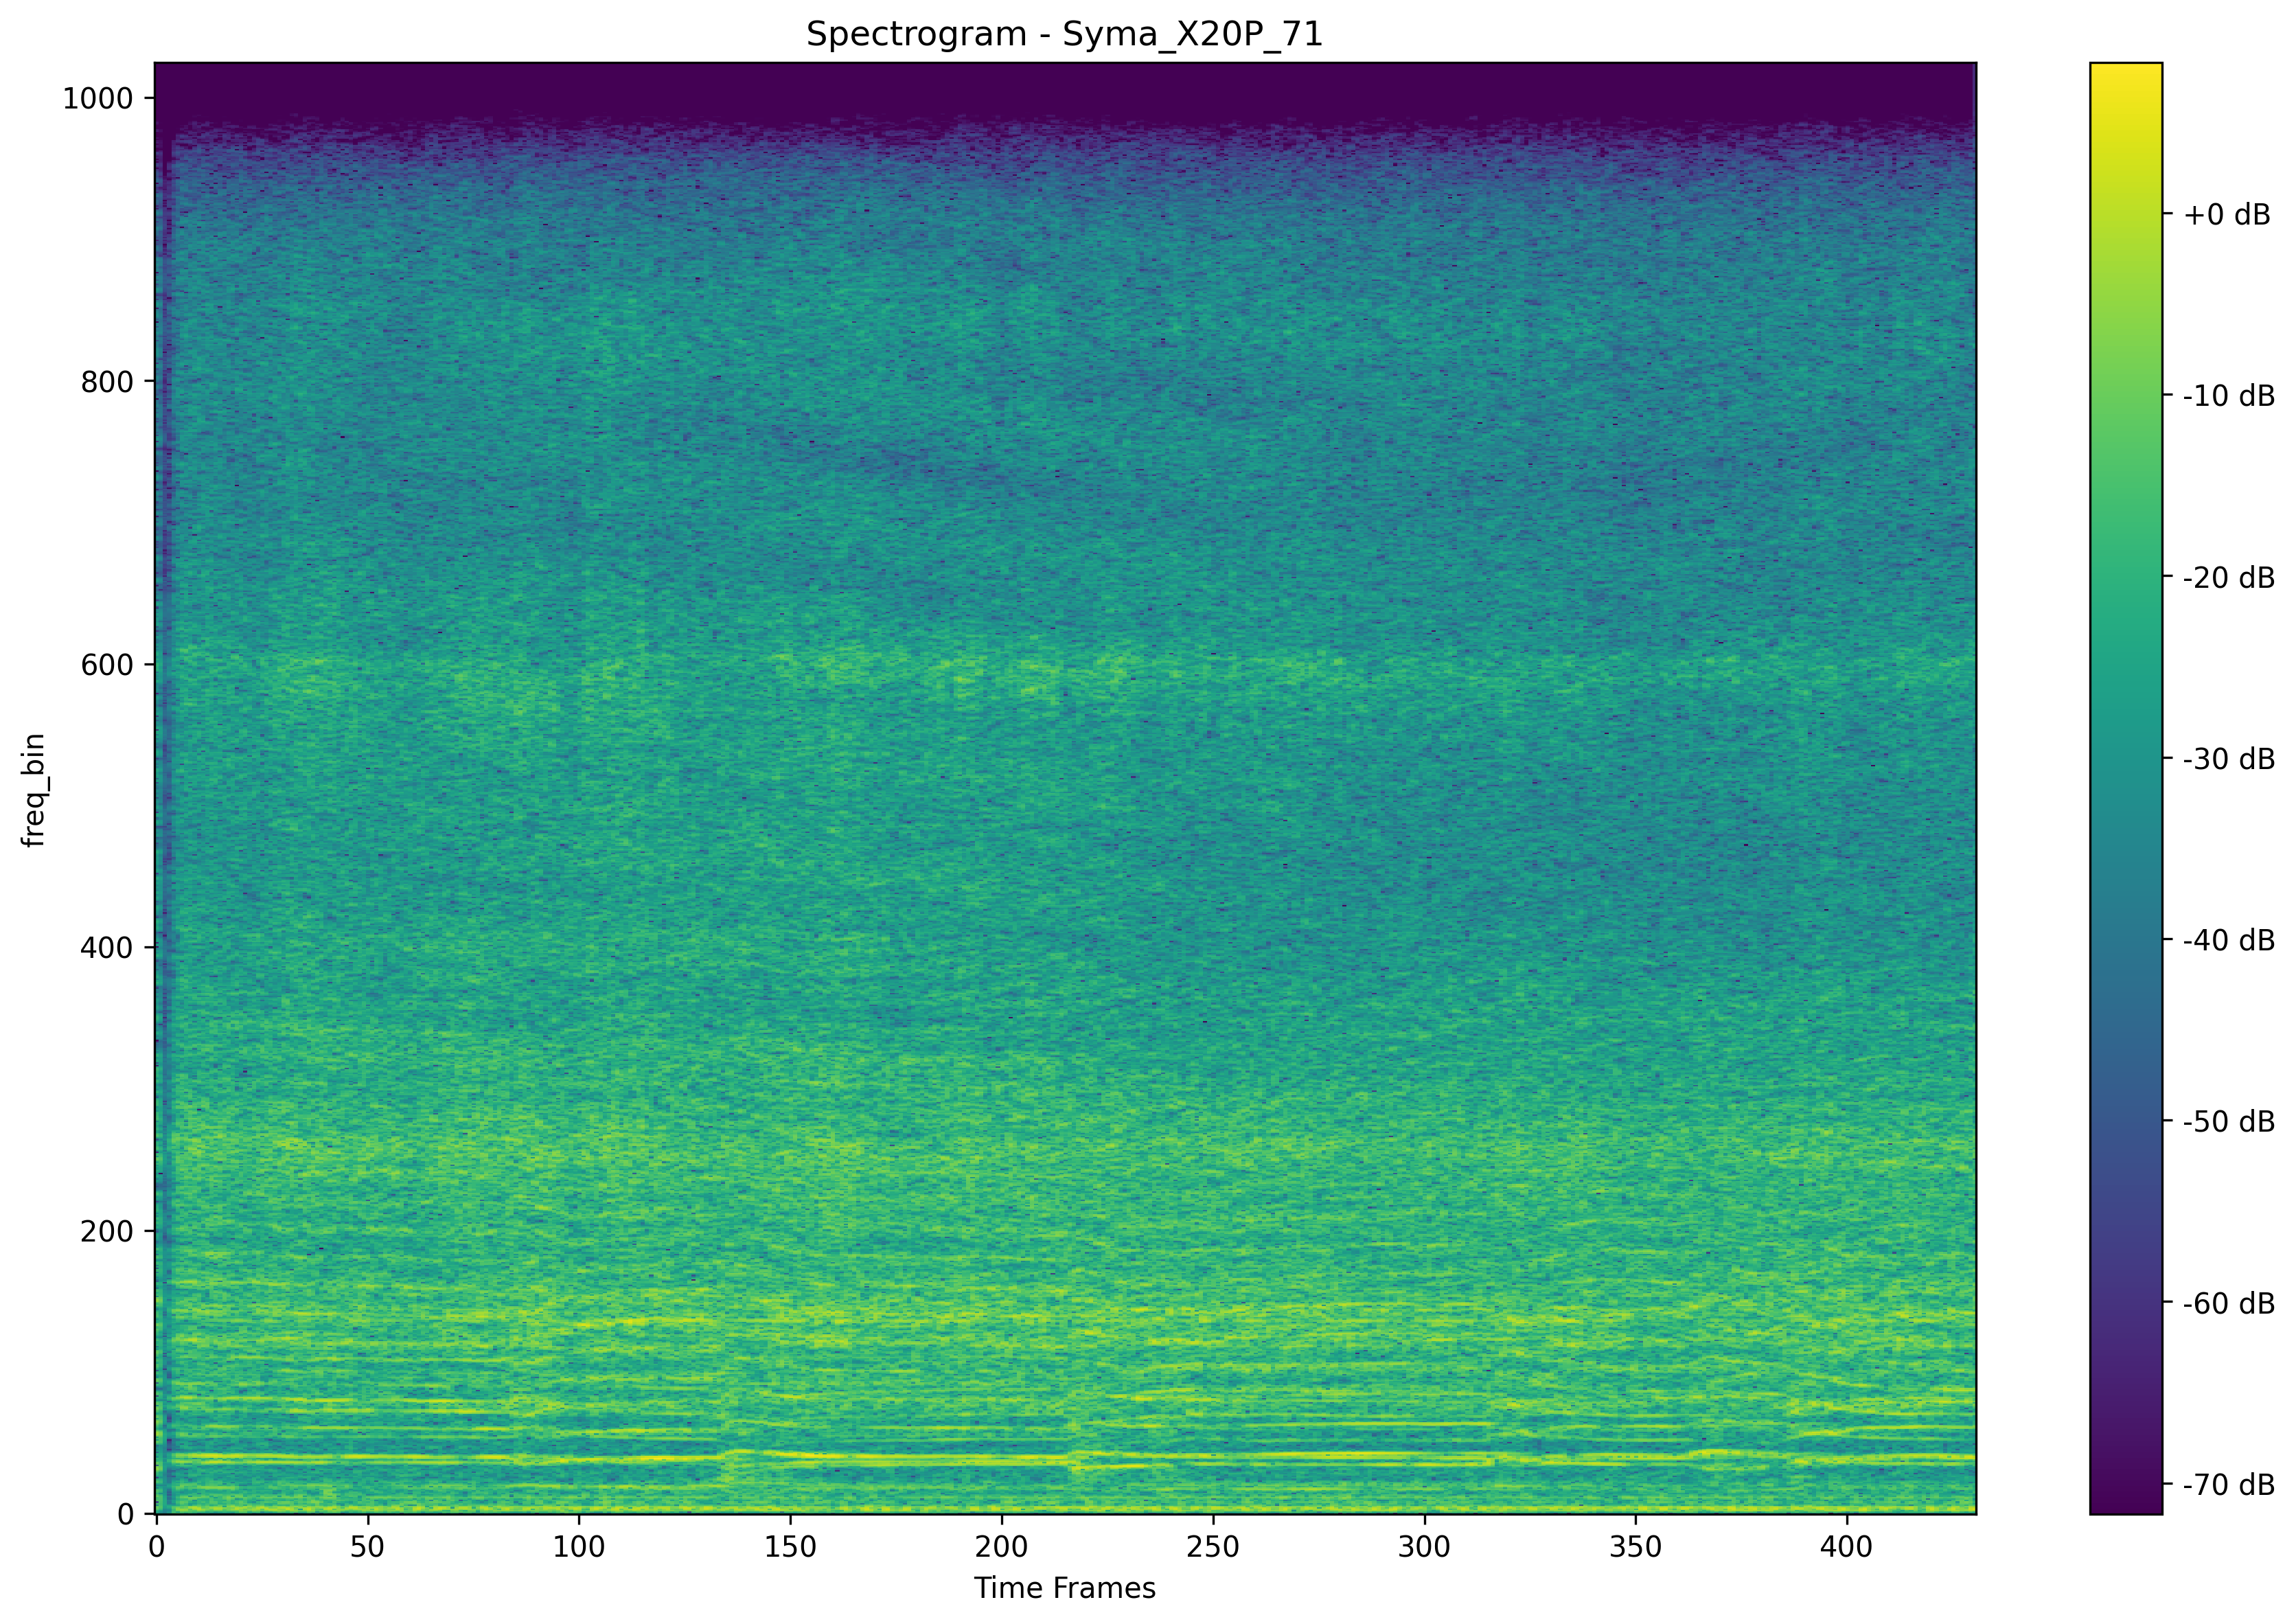 Spectrogram - Syma_X20P_71
1000
800
600
400
200
0
freq_bin
0 50 100 150 200 250 300 350 400
Time Frames
+0 dB
-10 dB
-20 dB
-30 dB
-40 dB
-50 dB
-60 dB
-70 dB